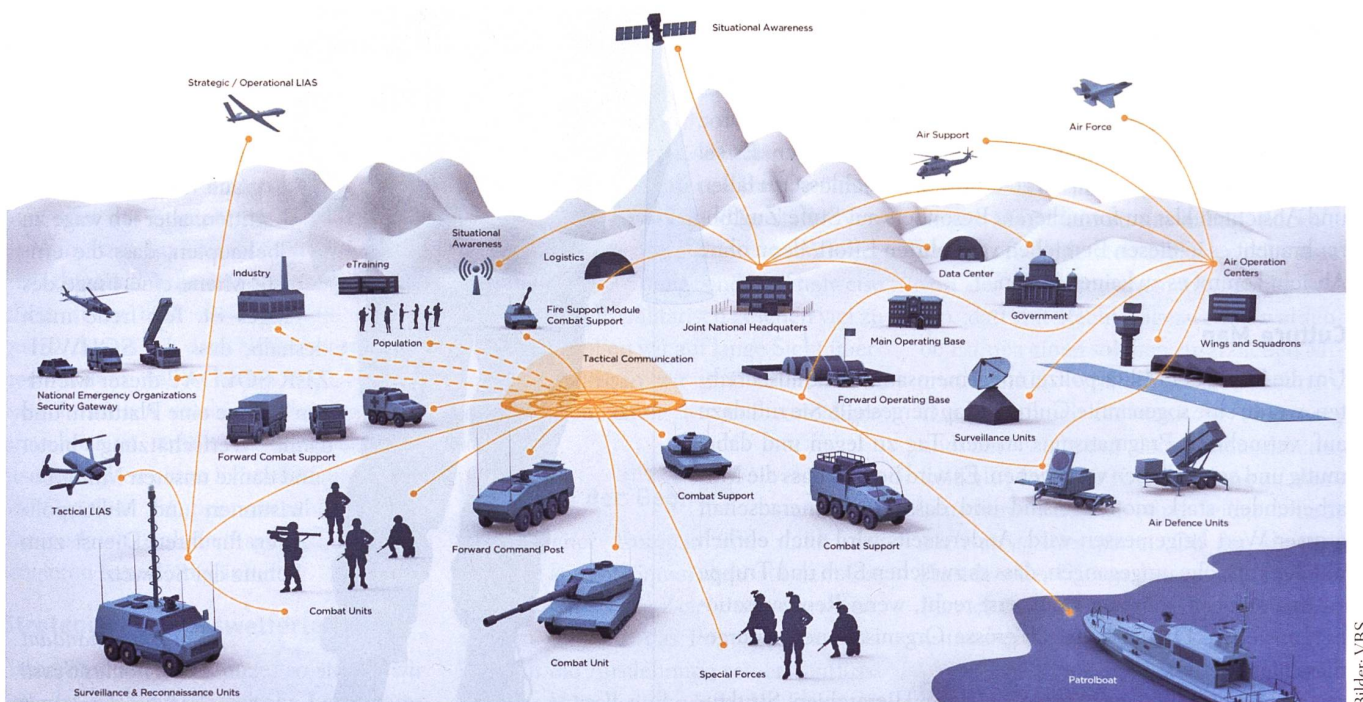 Situational Awareness
Strategic / Operational LIAS
Air Force
Air Support
Situational
Awareness
Logistics
Industry
eTraining
Data Center
Air Operation
Centers
Government
Fire Support Module
Combat Support
Joint National Headquaters
Population
Main Operating Base
Tactical Communication
Wings and Squadrons
National Emergency Organizations
Security Guards
Forward Operating Base
Surveillance Units
Forward Combat Support
Tactical LIAS
Combat Support
Air Defence Units
Forward Command Post
Combat Support
Combat Units
Combat Unit
Special Forces
Patrolboat
Surveillance & Reconnaissance Units
Bilder: VBS